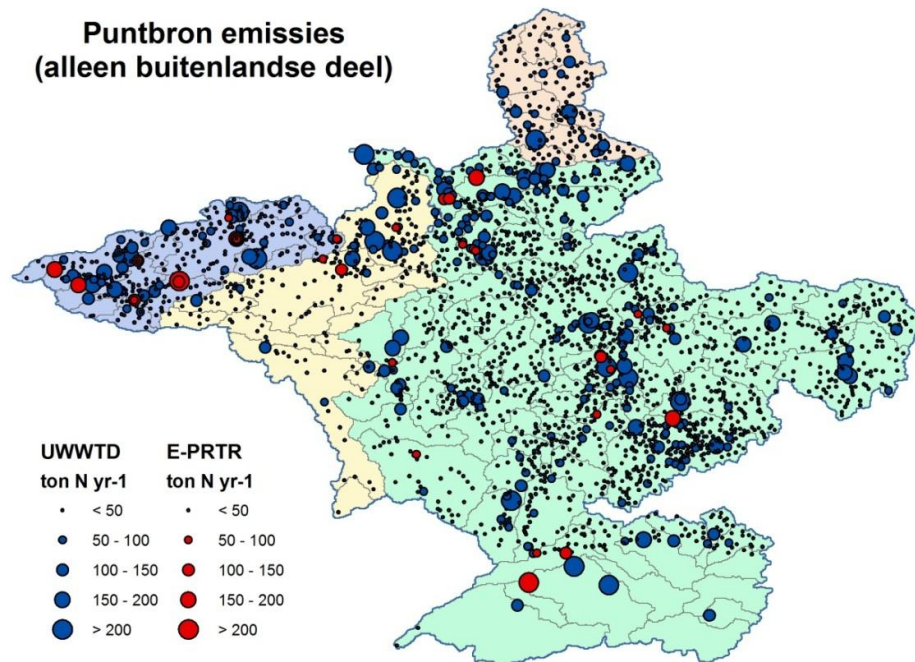 Puntbron emissies
(alleen buitenlandse deel)
UWWTD E-PRTR
ton N yr-1 ton N yr-1
< 50 < 50
50 - 100 50 - 100
100 - 150 100 - 150
150 - 200 150 - 200
> 200 > 200